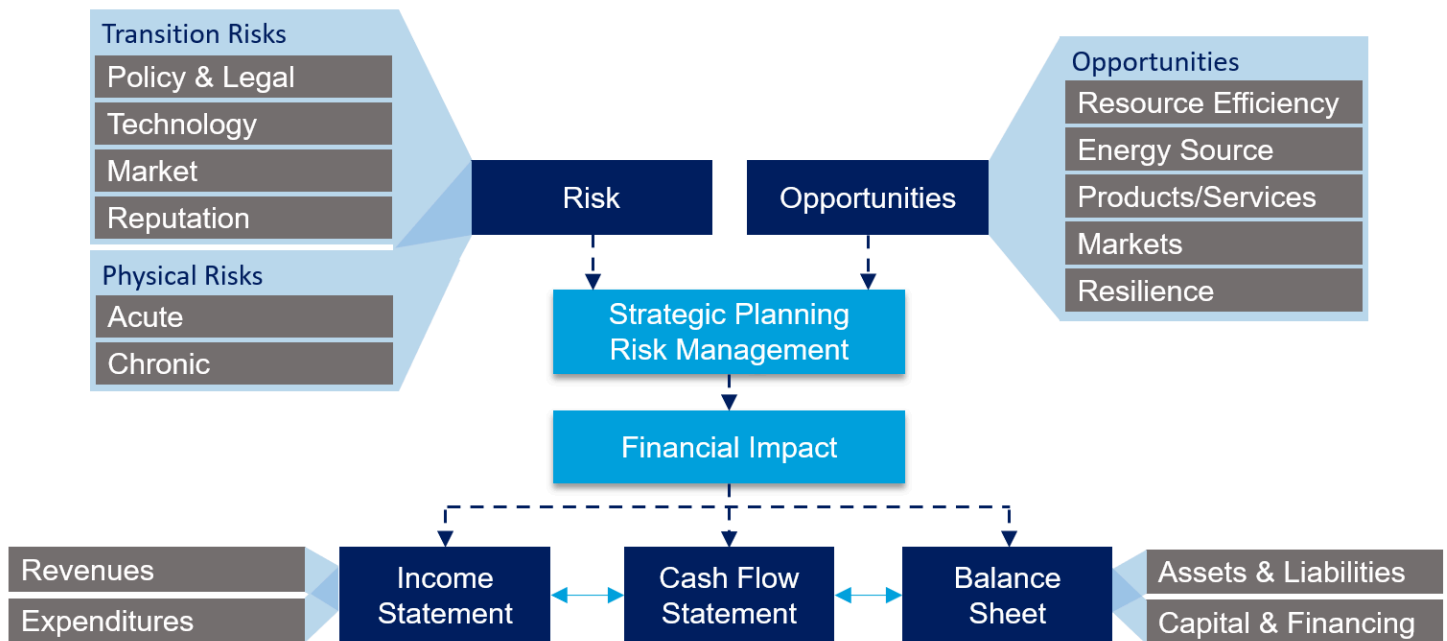 Transition Risks
Policy & Legal
Technology
Market
Reputation
Physical Risks
Acute
Chronic
Risk
Opportunities
Opportunities
Resource Efficiency
Energy Source
Products/Services
Markets
Resilience
Strategic Planning
Risk Management
Financial Impact
Revenues
Expenditures
Income
Statement
Cash Flow
Statement
Balance
Sheet
Assets & Liabilities
Capital & Financing